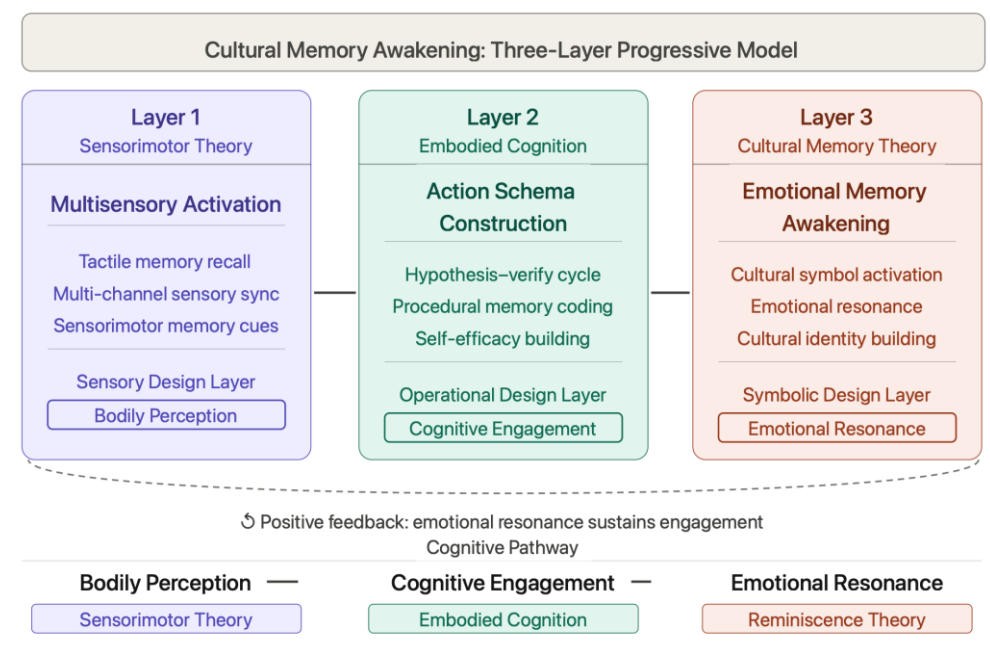 Cultural Memory Awakening: Three-Layer Progressive Model
Layer 1
Sensorimotor Theory
Multisensory Activation
Tactile memory recall
Multi-channel sensory sync
Sensorimotor memory cues
Sensory Design Layer
Bodily Perception
Layer 2
Embodied Cognition
Action Schema
Construction
Hypothesis–verify cycle
Procedural memory coding
Self-efficacy building
Operational Design Layer
Cognitive Engagement
Layer 3
Cultural Memory Theory
Emotional Memory
Awakening
Cultural symbol activation
Emotional resonance
Cultural identity building
Symbolic Design Layer
Emotional Resonance
↺ Positive feedback: emotional resonance sustains engagement
Cognitive Pathway
Bodily Perception
Sensorimotor Theory
Cognitive Engagement
Embodied Cognition
Emotional Resonance
Reminiscence Theory